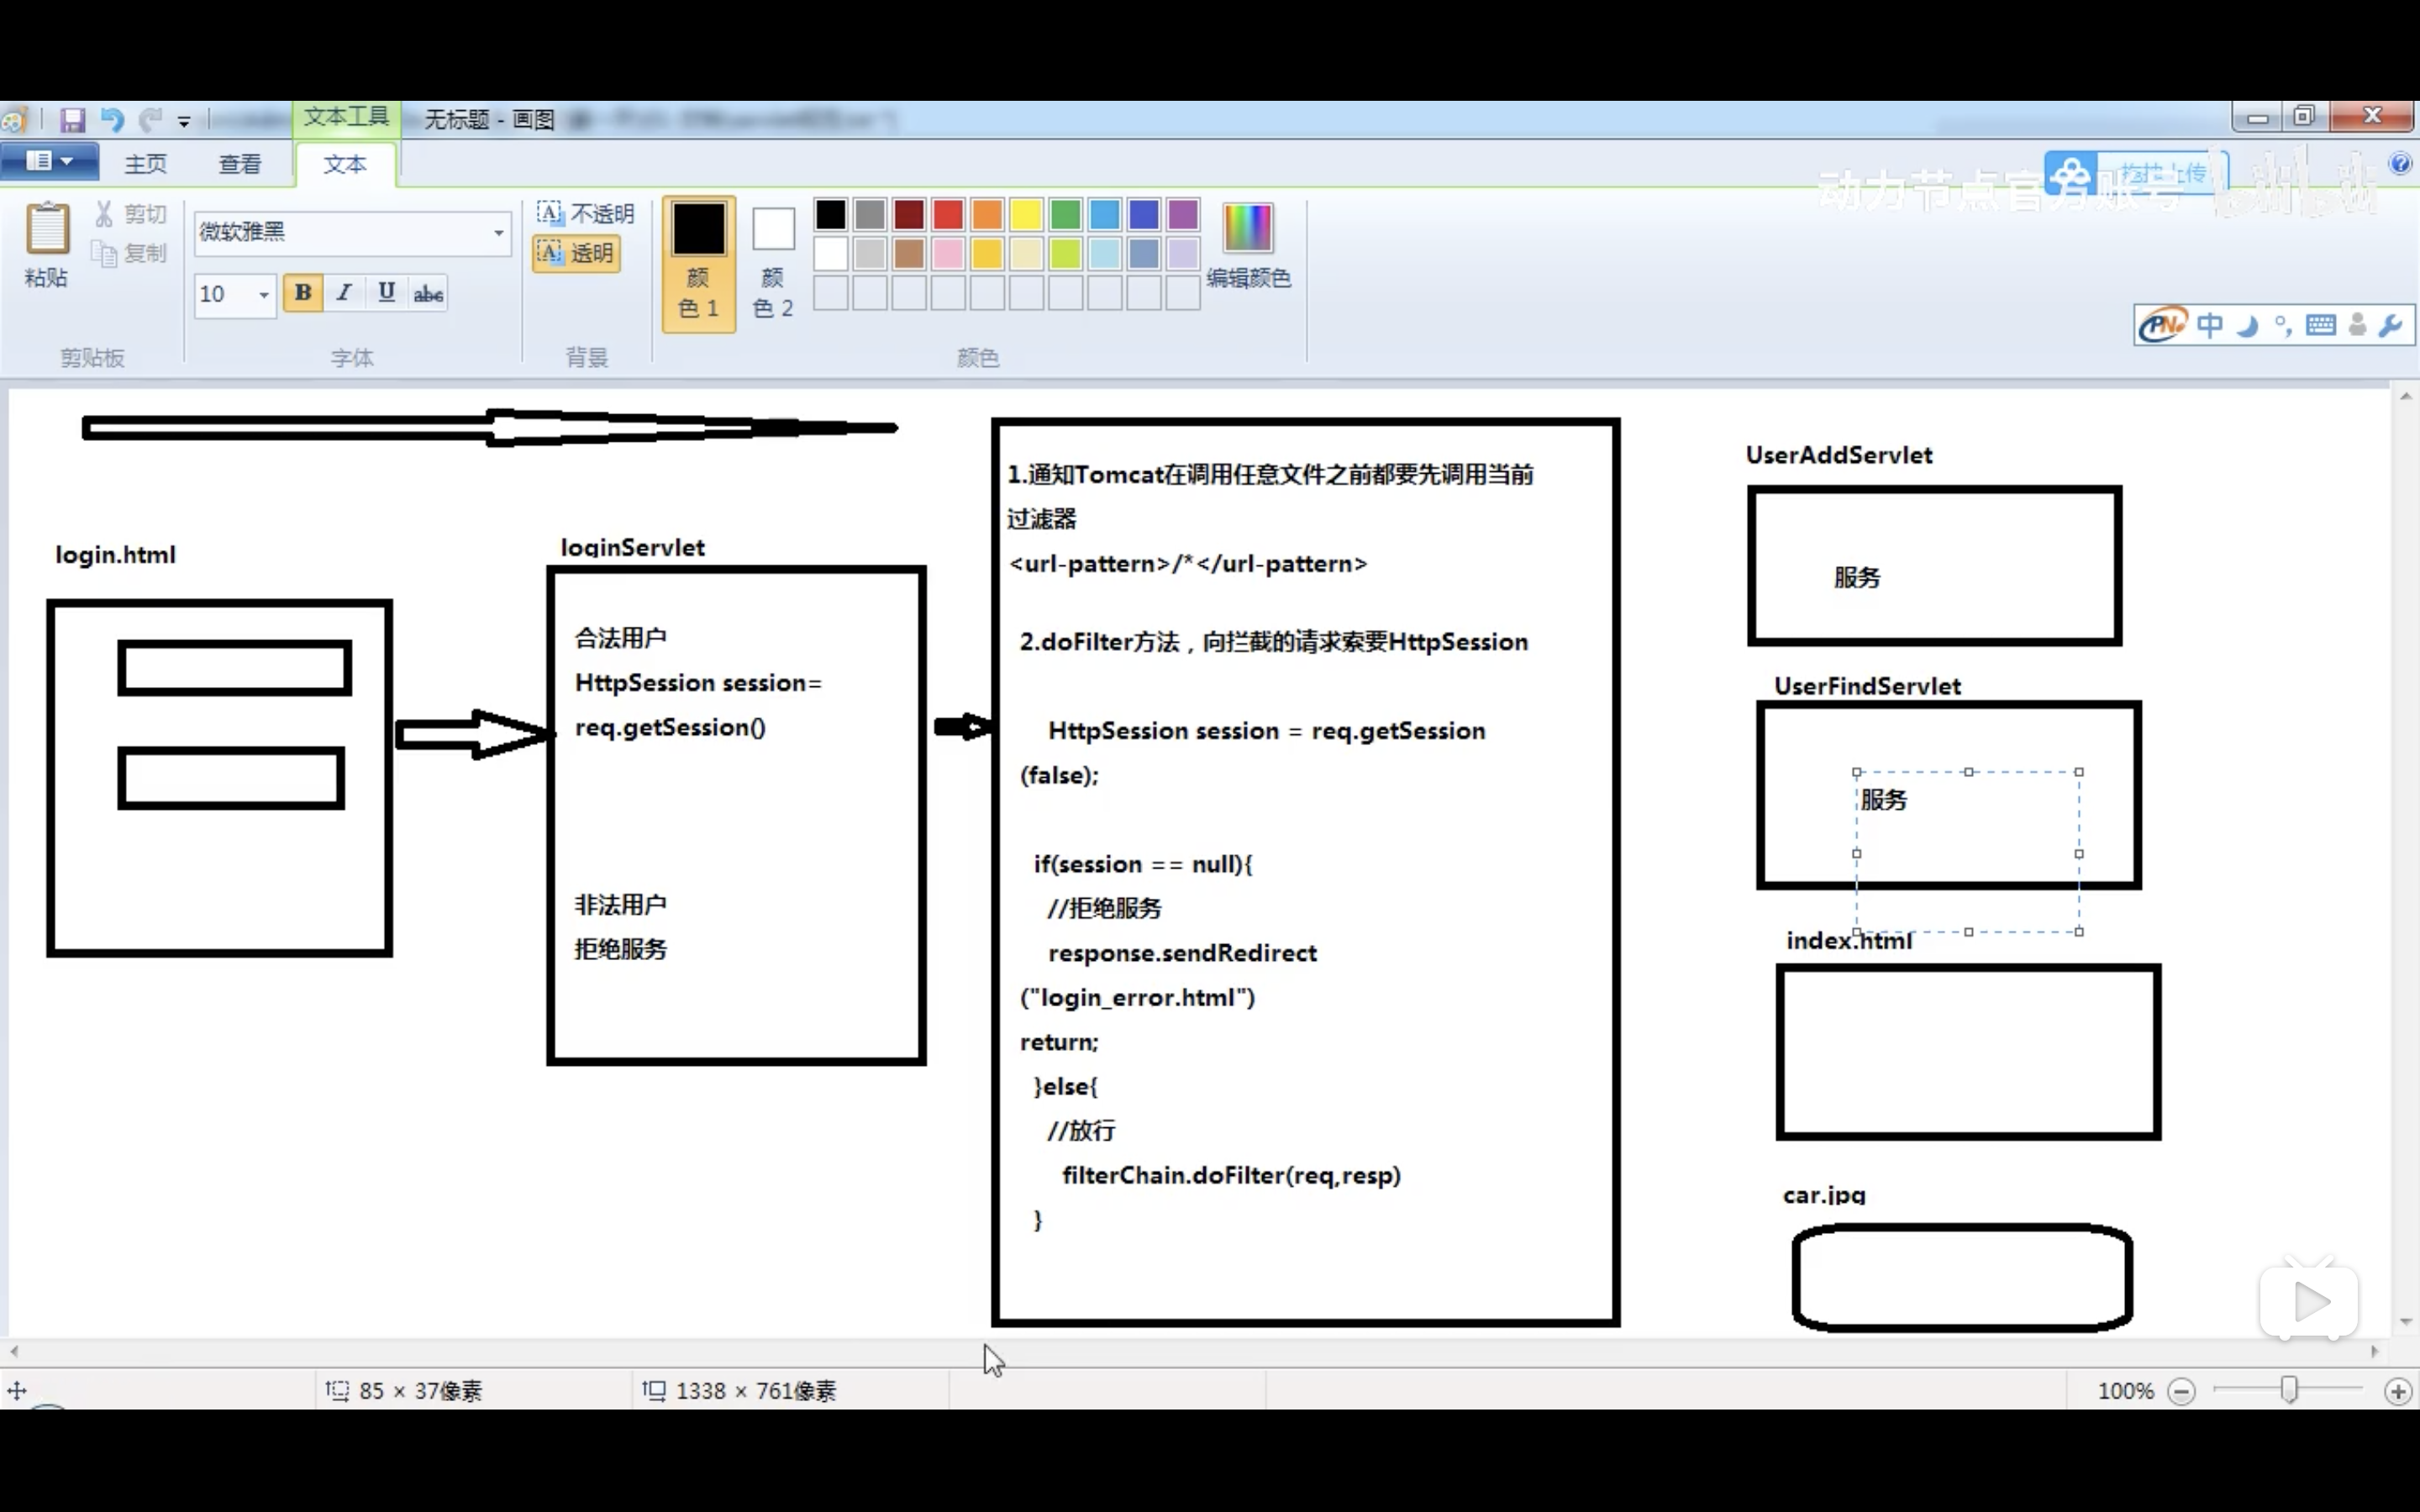 文本工具
无标题 - 画图
主页
查看
文本
动力节点官方账号
bilibili
粘贴
剪切
复制
微软雅黑
10
B I U abc
不透明
透明
颜色 1
颜色 2
编辑颜色
剪贴板
字体
背景
颜色
中
login.html
loginServlet
合法用户
HttpSession session=
req.getSession()
非法用户
拒绝服务
1.通知Tomcat在调用任意文件之前都要先调用当前
过滤器
<url-pattern>/*</url-pattern>
2.doFilter方法，向拦截的请求索要HttpSession
HttpSession session = req.getSession
(false);
if(session == null){
//拒绝服务
response.sendRedirect
("login_error.html")
return;
}else{
//放行
filterChain.doFilter(req,resp)
}
UserAddServlet
服务
UserFindServlet
服务
index.html
car.jpg
85 × 37像素
1338 × 761像素
100%